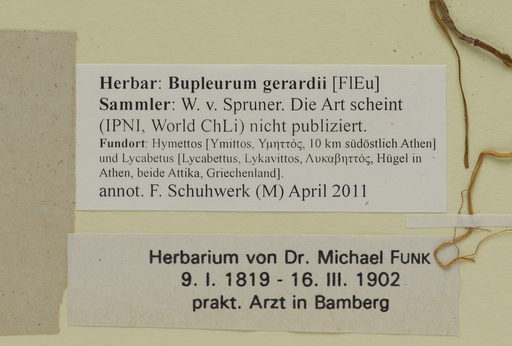 Herbar: Bupleurum gerardii [FlEu]
Sammler: W. v. Spruner. Die Art scheint
(IPNI, World ChLi) nicht publiziert.
Fundort: Hymettos [Ymittos, Υμηττός, 10 km südöstlich Athen]
und Lycabetus [Lycabettus, Lykavittos, Λυκαβηττός, Hügel in
Athen, beide Attika, Griechenland].
annot. F. Schuhwerk (M) April 2011
Herbarium von Dr. Michael FUNK
9. I. 1819 - 16. III. 1902
prakt. Arzt in Bamberg